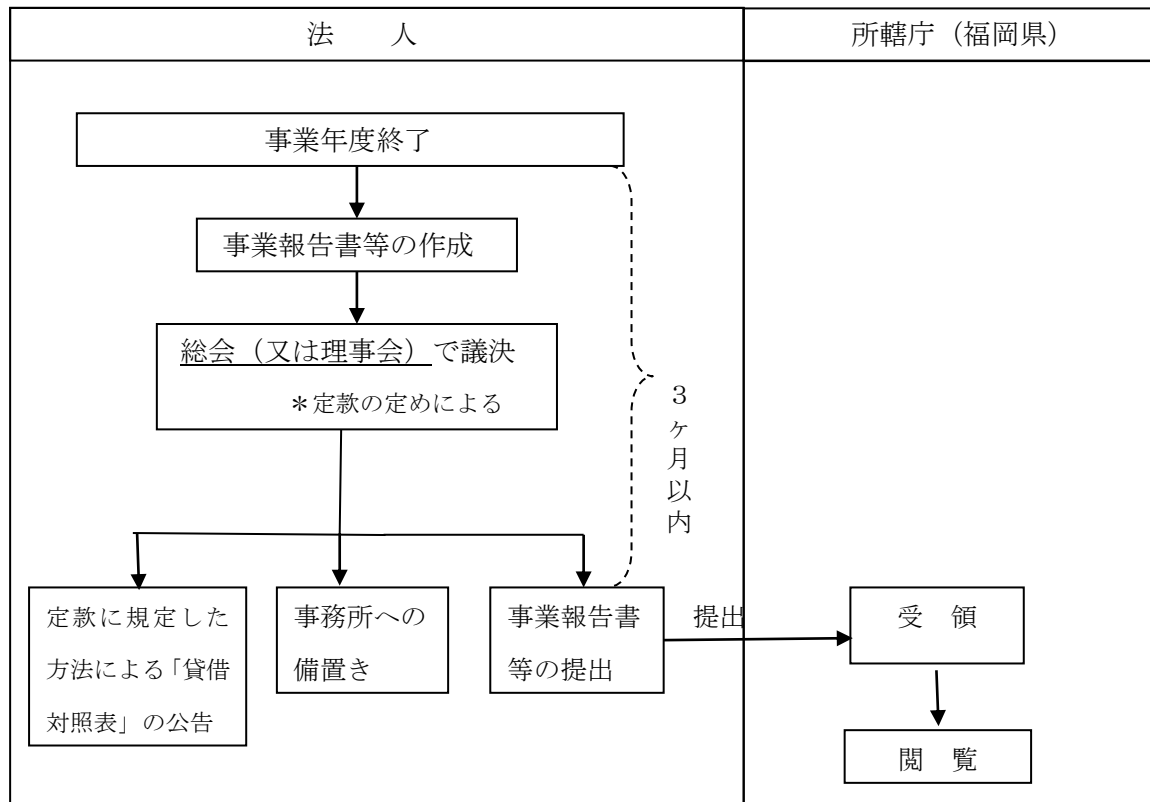 法　　人
所轄庁（福岡県）
事業年度終了
事業報告書等の作成
総会（又は理事会）で議決
＊定款の定めによる
３ヶ月以内
定款に規定した
方法による「貸借
対照表」の公告
事務所への
備置き
事業報告書
等の提出
提出
受　領
閲　覧